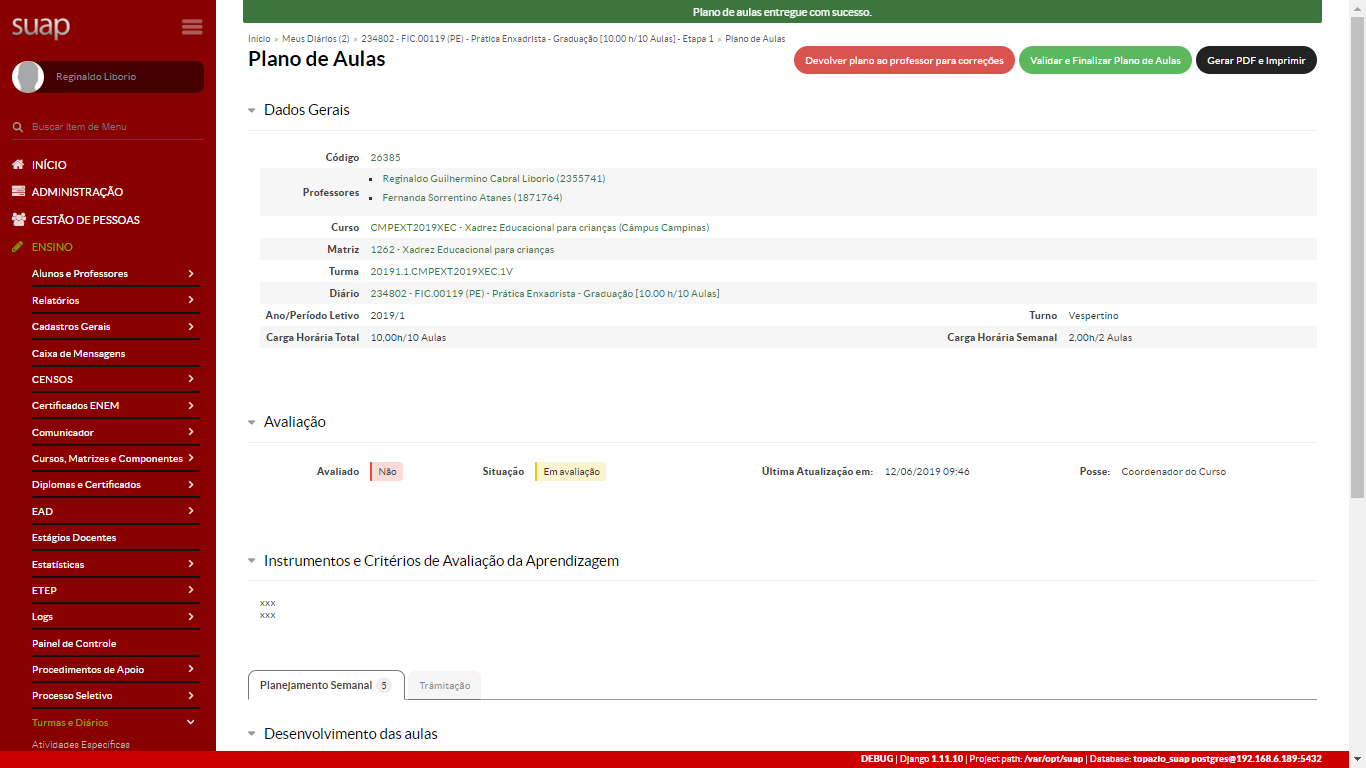 suap
Reginaldo Liborio
Buscar Item de Menu
INÍCIO
ADMINISTRAÇÃO
GESTÃO DE PESSOAS
ENSINO
Alunos e Professores
Relatórios
Cadastros Gerais
Caixa de Mensagens
CENSOS
Certificados ENEM
Comunicador
Cursos, Matrizes e Componentes
Diplomas e Certificados
EAD
Estágios Docentes
Estatísticas
ETEP
Logs
Painel de Controle
Procedimentos de Apoio
Processo Seletivo
Turmas e Diários
Atividades Específicas
Plano de aulas entregue com sucesso.
Início » Meus Diários (2) » 234802 - FIC.00119 (PE) - Prática Enxadrista - Graduação [10.00 h/10 Aulas] - Etapa 1 » Plano de Aulas
Plano de Aulas
Devolver plano ao professor para correções Validar e Finalizar Plano de Aulas Gerar PDF e Imprimir
Dados Gerais
Código 26385
Professores
Reginaldo Guilhermino Cabral Liborio (2355741)
Fernanda Sorrentino Atanes (1871764)
Curso CMPEXT2019XEC - Xadrez Educacional para crianças (Câmpus Campinas)
Matriz 1262 - Xadrez Educacional para crianças
Turma 20191.1.CMPEXT2019XEC.1V
Diário 234802 - FIC.00119 (PE) - Prática Enxadrista - Graduação [10.00 h/10 Aulas]
Ano/Período Letivo 2019/1 Turno Vespertino
Carga Horária Total 10,00h/10 Aulas Carga Horária Semanal 2,00h/2 Aulas
Avaliação
Avaliado Não Situação Em avaliação Última Atualização em: 12/06/2019 09:46 Posse: Coordenador do Curso
Instrumentos e Critérios de Avaliação da Aprendizagem
xxx
xxx
Planejamento Semanal 5 Trâmitação
Desenvolvimento das aulas
DEBUG | Django 1.11.10 | Project path: /var/opt/suap | Database: topazio_suap postgres@192.168.6.189:5432